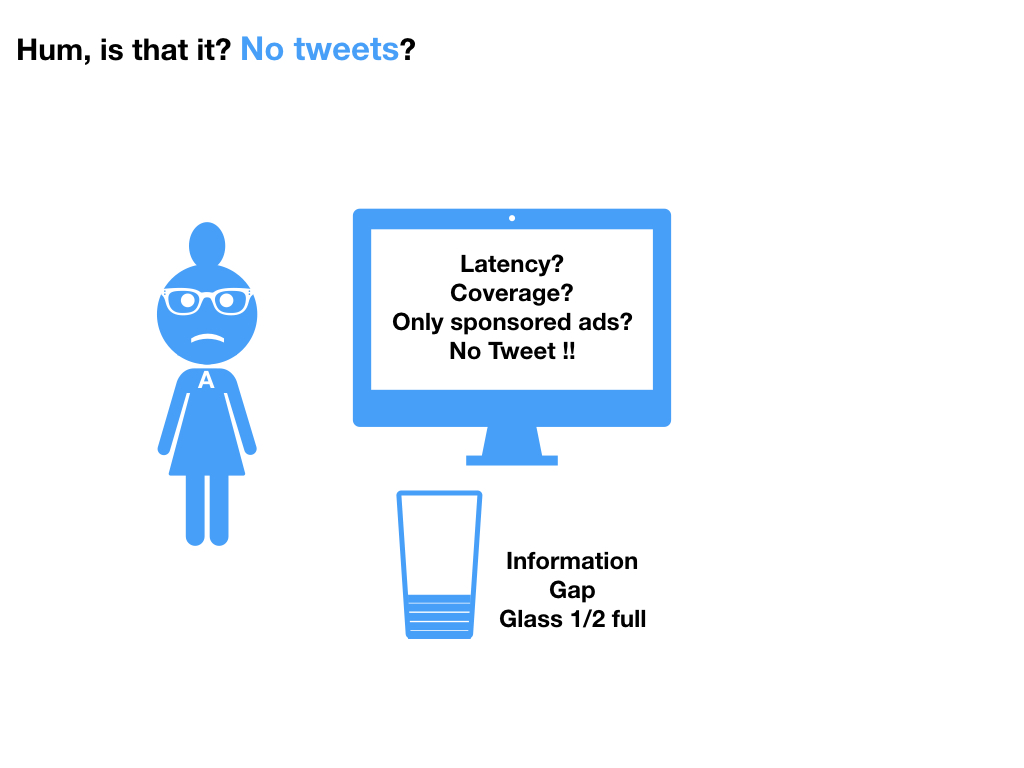 Hum, is that it? No tweets?
A
Latency?
Coverage?
Only sponsored ads?
No Tweet !!
Information
Gap
Glass 1/2 full